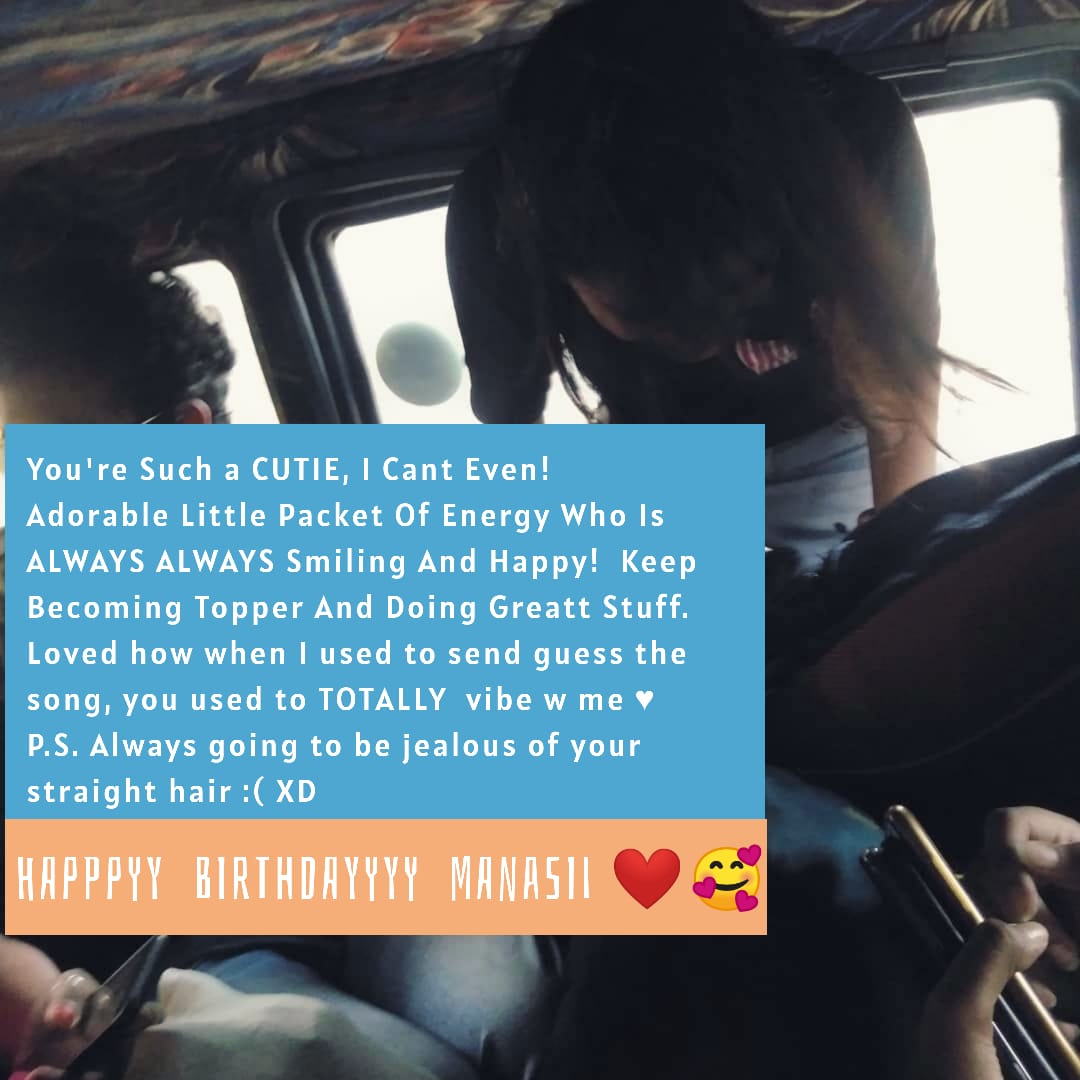 You're Such a CUTIE, I Cant Even!
Adorable Little Packet Of Energy Who Is
ALWAYS ALWAYS Smiling And Happy!  Keep
Becoming Topper And Doing Greatt Stuff.
Loved how when I used to send guess the
song, you used to TOTALLY  vibe w me ♥
P.S. Always going to be jealous of your
straight hair :( XD
HAPPPYY BIRTHDAYYYY MANASII ❤️🥰